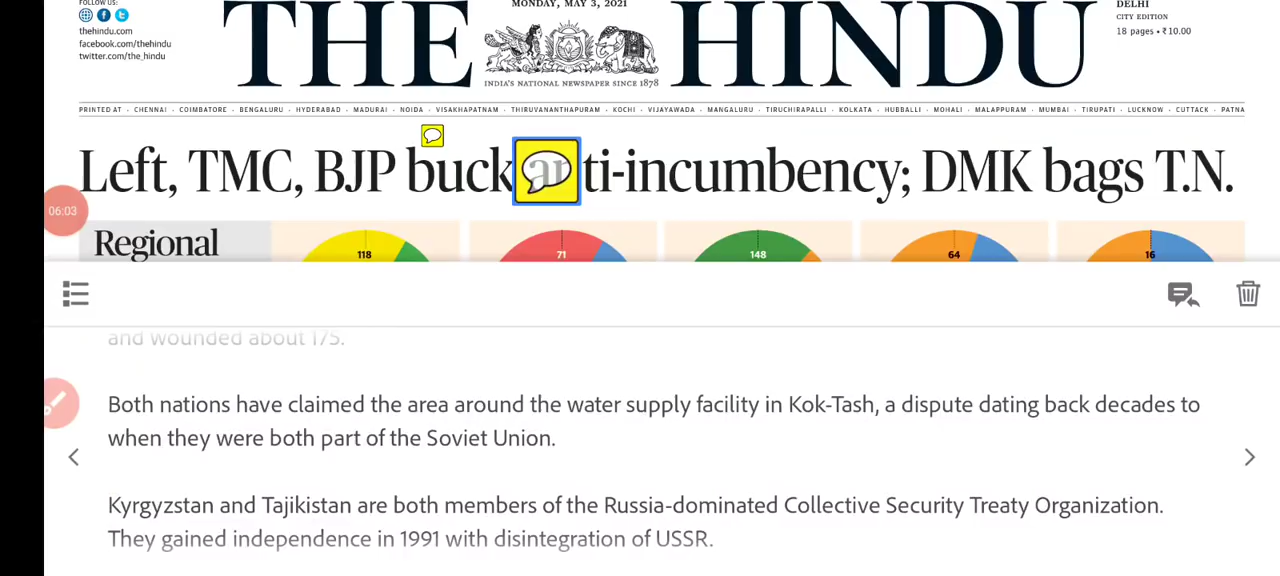 FOLLOW US:
thehindu.com
facebook.com/thehindu
twitter.com/the_hindu
MONDAY, MAY 3, 2021
DELHI
CITY EDITION
18 pages • ₹10.00
THE HINDU
INDIA'S NATIONAL NEWSPAPER SINCE 1878
PRINTED AT · CHENNAI · COIMBATORE · BENGALURU · HYDERABAD · MADURAI · NOIDA · VISAKHAPATNAM · THIRUVANANTHAPURAM · KOCHI · VIJAYAWADA · MANGALURU · TIRUCHIRAPALLI · KOLKATA · HUBBALLI · MOHALI · MALAPPURAM · MUMBAI · TIRUPATI · LUCKNOW · CUTTACK · PATNA
Left, TMC, BJP buck anti-incumbency; DMK bags T.N.
06:03
Regional
118
71
148
64
16
and wounded about 175.
Both nations have claimed the area around the water supply facility in Kok-Tash, a dispute dating back decades to
when they were both part of the Soviet Union.
Kyrgyzstan and Tajikistan are both members of the Russia-dominated Collective Security Treaty Organization.
They gained independence in 1991 with disintegration of USSR.